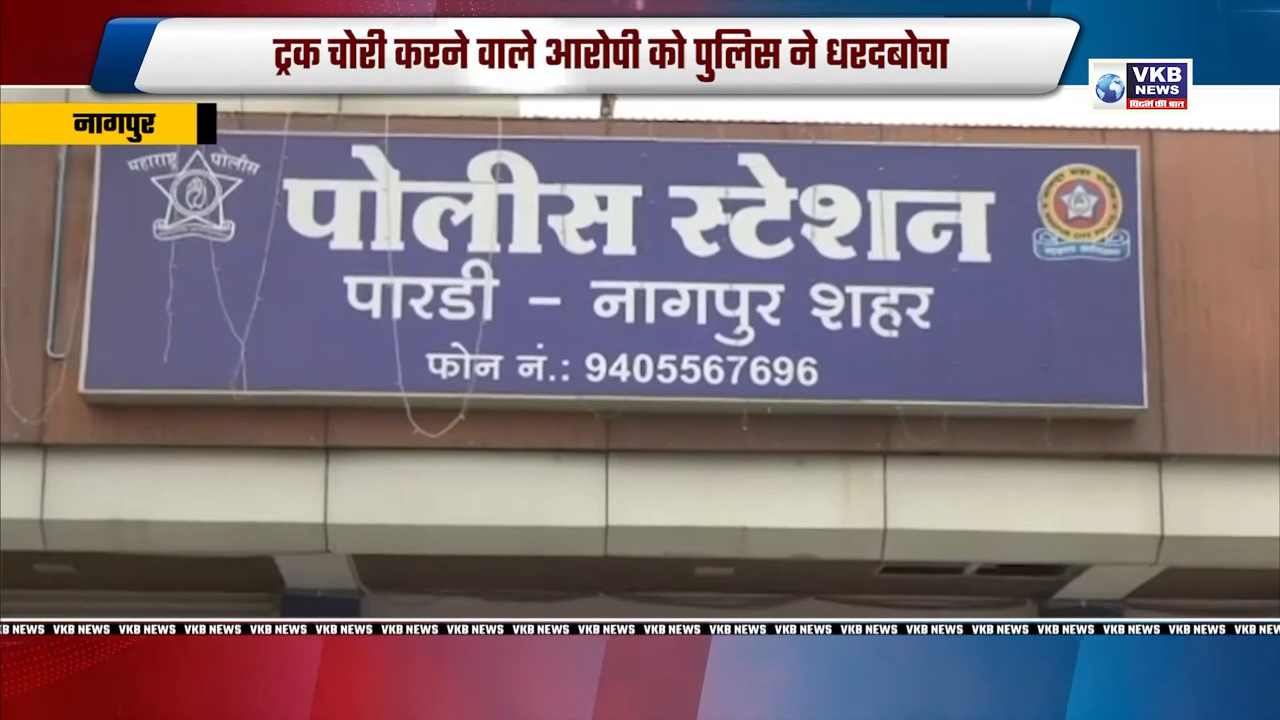 ट्रक चोरी करने वाले आरोपी को पुलिस ने धरदबोचा
VKB
NEWS
विदर्भ की बात
नागपुर
महाराष्ट्र पोलीस
पोलीस स्टेशन
पारडी - नागपुर शहर
फोन नं.: 9405567696
VKB NEWS VKB NEWS VKB NEWS VKB NEWS VKB NEWS VKB NEWS VKB NEWS VKB NEWS VKB NEWS VKB NEWS VKB NEWS VKB NEWS VKB NEWS VKB NEWS VKB NEWS VKB NEWS VKB NEWS VKB NEWS VKB NEWS